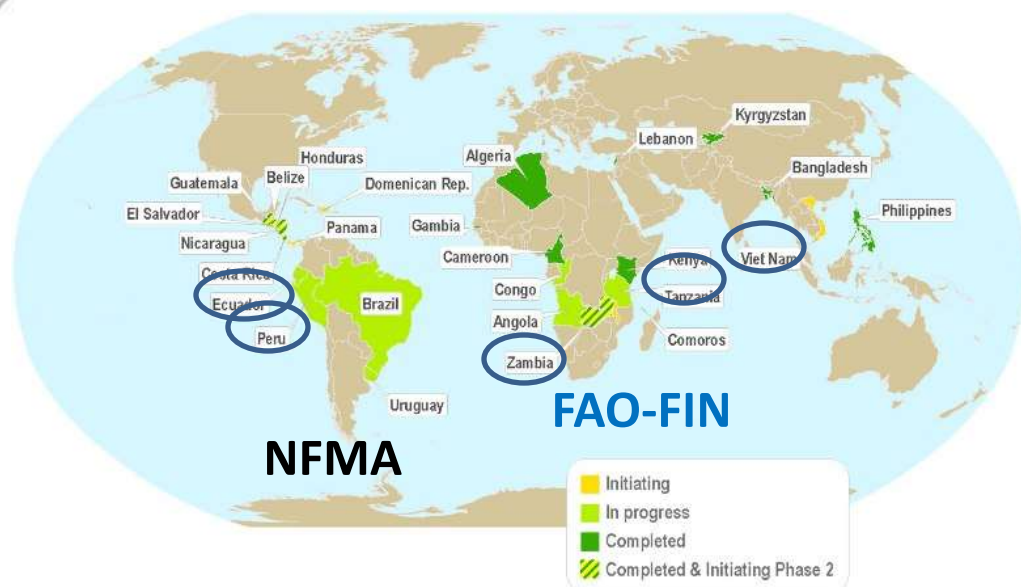 Kyrgyzstan
Lebanon
Honduras
Algeria
Bangladesh
Belize
Guatemala
Domenican Rep.
El Salvador
Philippines
Panama
Gambia
Nicaragua
Cameroon
Kenya
Viet Nam
Costa Rica
Congo
Ecuador
Brazil
Tanzania
Angola
Peru
Comoros
Zambia
Uruguay
FAO-FIN
NFMA
Initiating
In progress
Completed
Completed & Initiating Phase 2